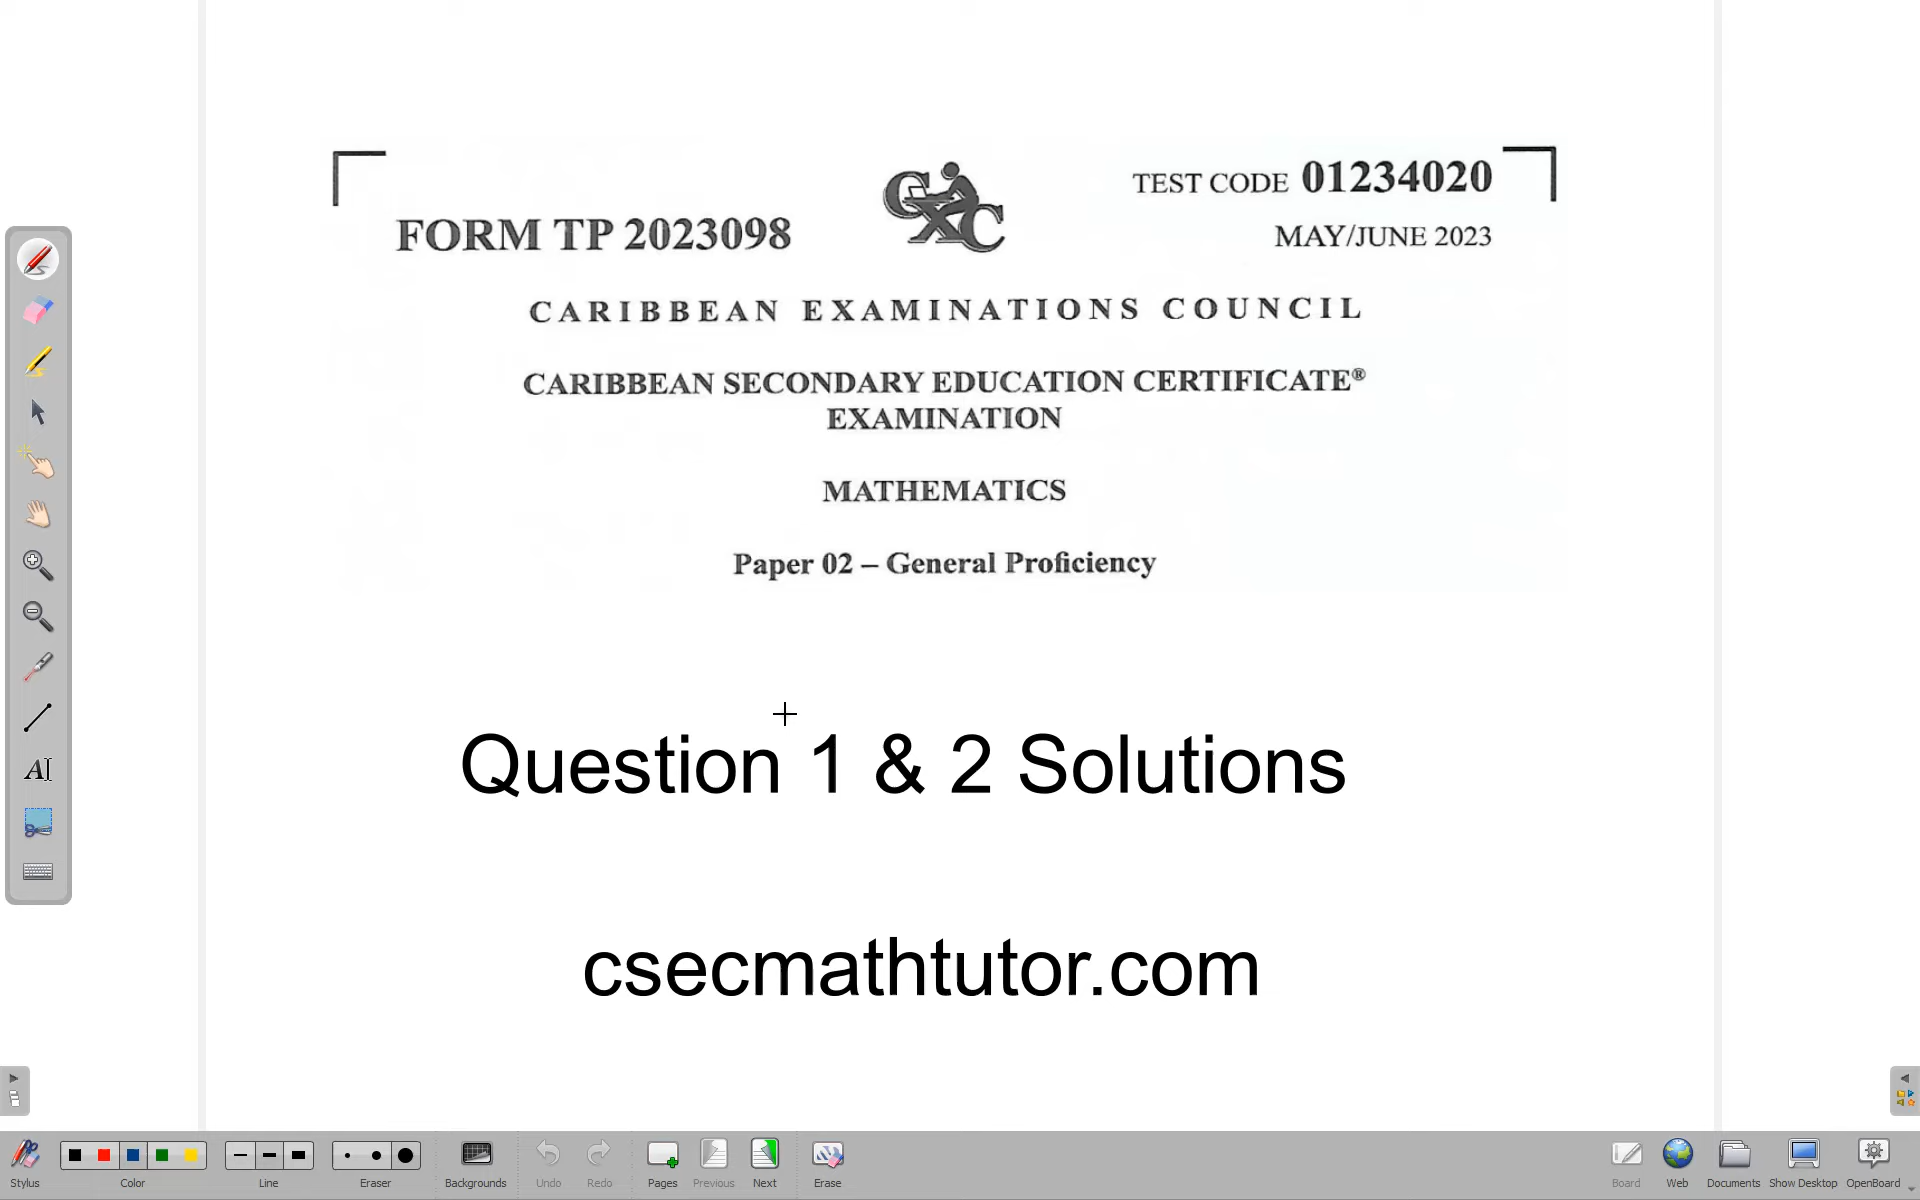 TEST CODE 01234020
FORM TP 2023098
CXC
MAY/JUNE 2023
CARIBBEAN EXAMINATIONS COUNCIL
CARIBBEAN SECONDARY EDUCATION CERTIFICATE®
EXAMINATION
MATHEMATICS
Paper 02 – General Proficiency
Question 1 & 2 Solutions
csecmathtutor.com
AI
Stylus Color Line Eraser Backgrounds Undo Redo Pages Previous Next Erase Board Web Documents Show Desktop OpenBoard